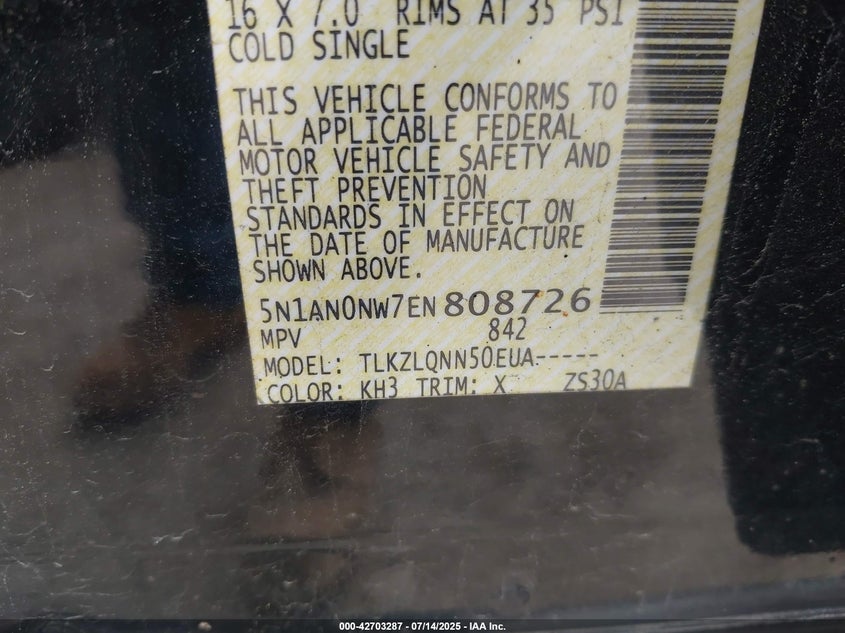 16 X 7.0 RIMS AT 35 PSI
COLD SINGLE
THIS VEHICLE CONFORMS TO
ALL APPLICABLE FEDERAL
MOTOR VEHICLE SAFETY AND
THEFT PREVENTION
STANDARDS IN EFFECT ON
THE DATE OF MANUFACTURE
SHOWN ABOVE.
5N1AN0NW7EN808726
MPV 842
MODEL: TLKZLQNN50EUA-----
COLOR: KH3 TRIM: X ZS30A
000-42703287 - 07/14/2025 - IAA Inc.